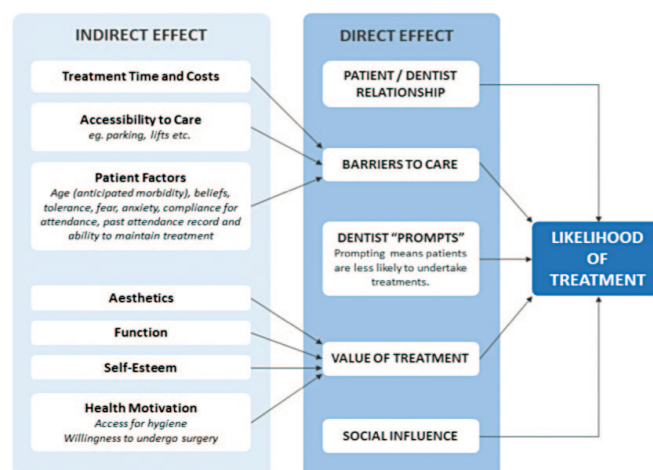 INDIRECT EFFECT
Treatment Time and Costs
Accessibility to Care
eg. parking, lifts etc.
Patient Factors
Age (anticipated morbidity), beliefs,
tolerance, fear, anxiety, compliance for
attendance, past attendance record and
ability to maintain treatment
Aesthetics
Function
Self-Esteem
Health Motivation
Access for hygiene
Willingness to undergo surgery
DIRECT EFFECT
PATIENT / DENTIST
RELATIONSHIP
BARRIERS TO CARE
DENTIST “PROMPTS”
Prompting means patients
are less likely to undertake
treatments.
VALUE OF TREATMENT
SOCIAL INFLUENCE
LIKELIHOOD
OF
TREATMENT